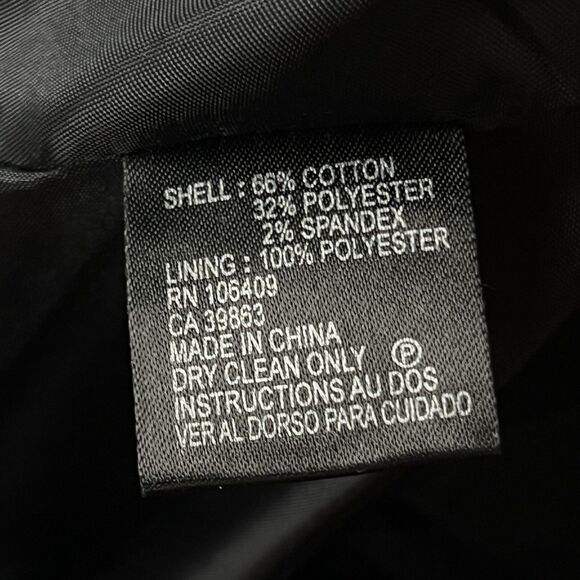 SHELL : 66% COTTON
32% POLYESTER
2% SPANDEX
LINING : 100% POLYESTER
RN 106409
CA 39863
MADE IN CHINA
DRY CLEAN ONLY Ⓟ
INSTRUCTIONS AU DOS
VER AL DORSO PARA CUIDADO